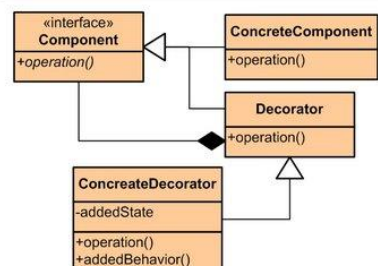 «interface»
Component
+operation()
ConcreteComponent
+operation()
Decorator
+operation()
ConcreateDecorator
-addedState
+operation()
+addedBehavior()